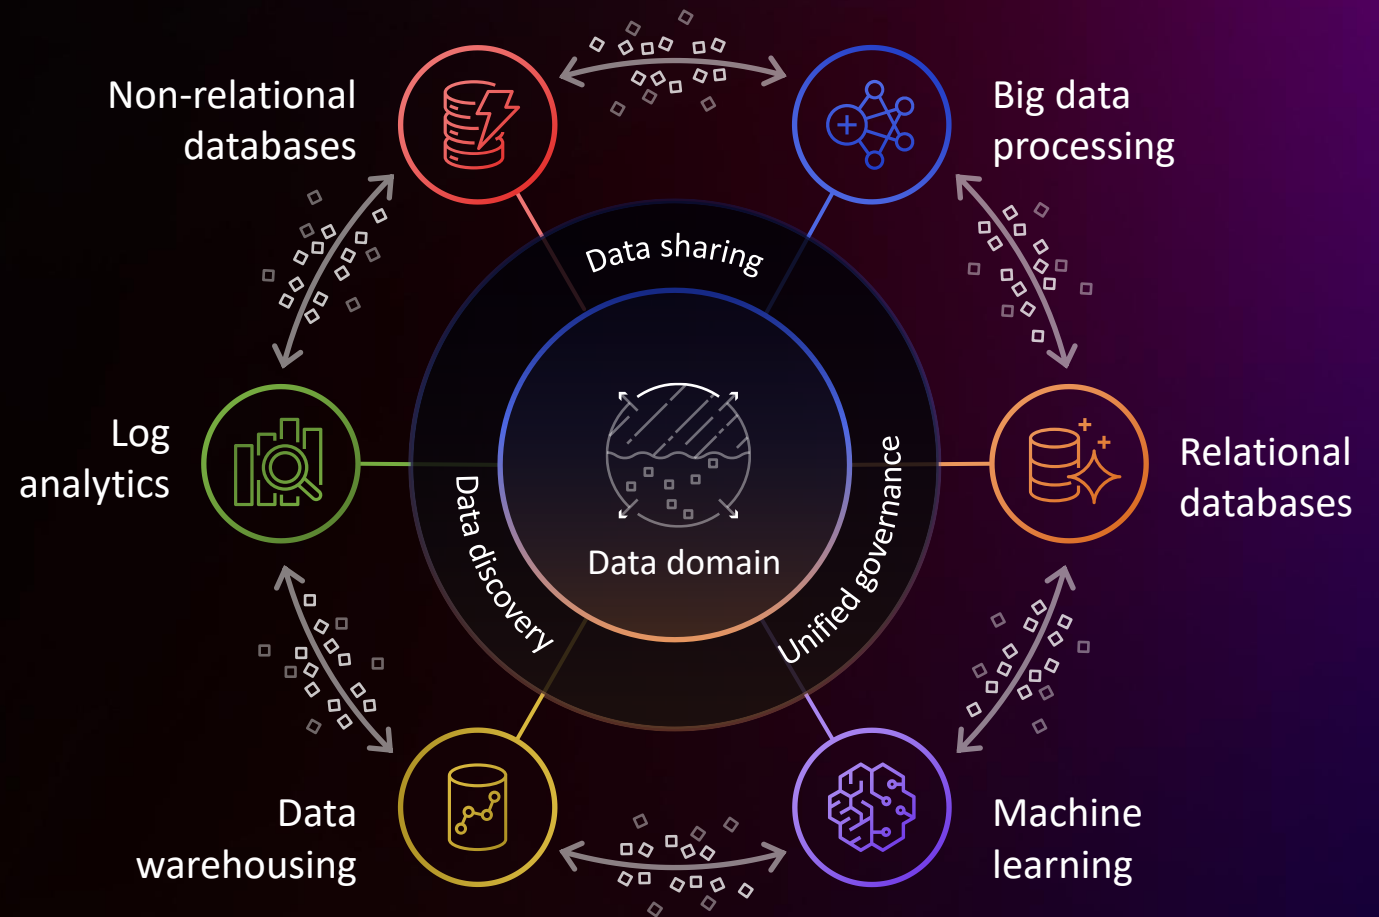 Non-relational
databases
Big data
processing
Data sharing
Log
analytics
Relational
databases
Data discovery
Data domain
Unified governance
Data
warehousing
Machine
learning